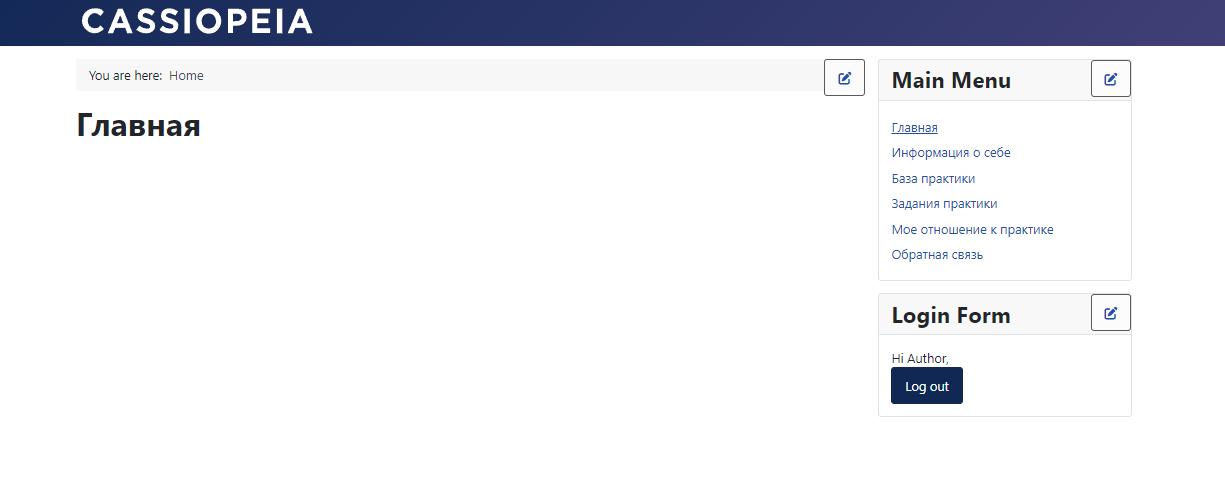 CASSIOPEIA
You are here: Home
Главная
Main Menu
Главная
Информация о себе
База практики
Задания практики
Мое отношение к практике
Обратная связь
Login Form
Hi Author,
Log out